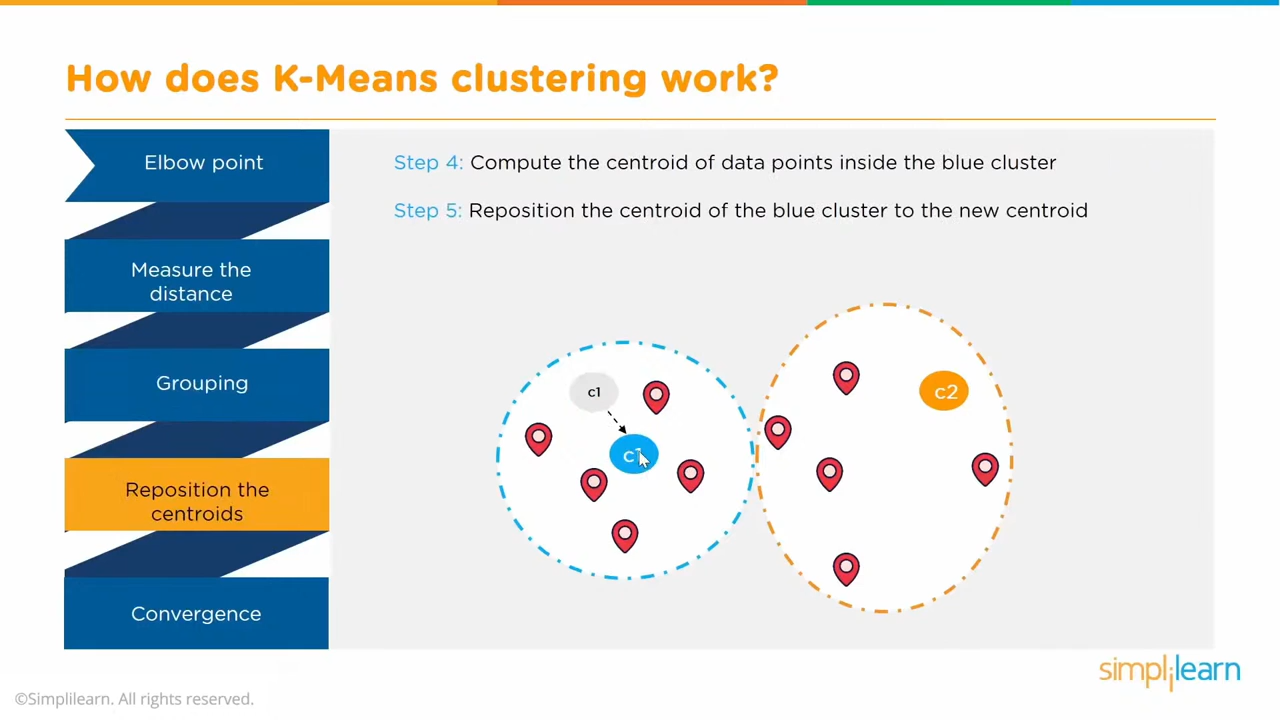 How does K-Means clustering work?
Elbow point
Measure the
distance
Grouping
Reposition the
centroids
Convergence
Step 4: Compute the centroid of data points inside the blue cluster
Step 5: Reposition the centroid of the blue cluster to the new centroid
c1
c1
c2
simplilearn
©Simplilearn. All rights reserved.